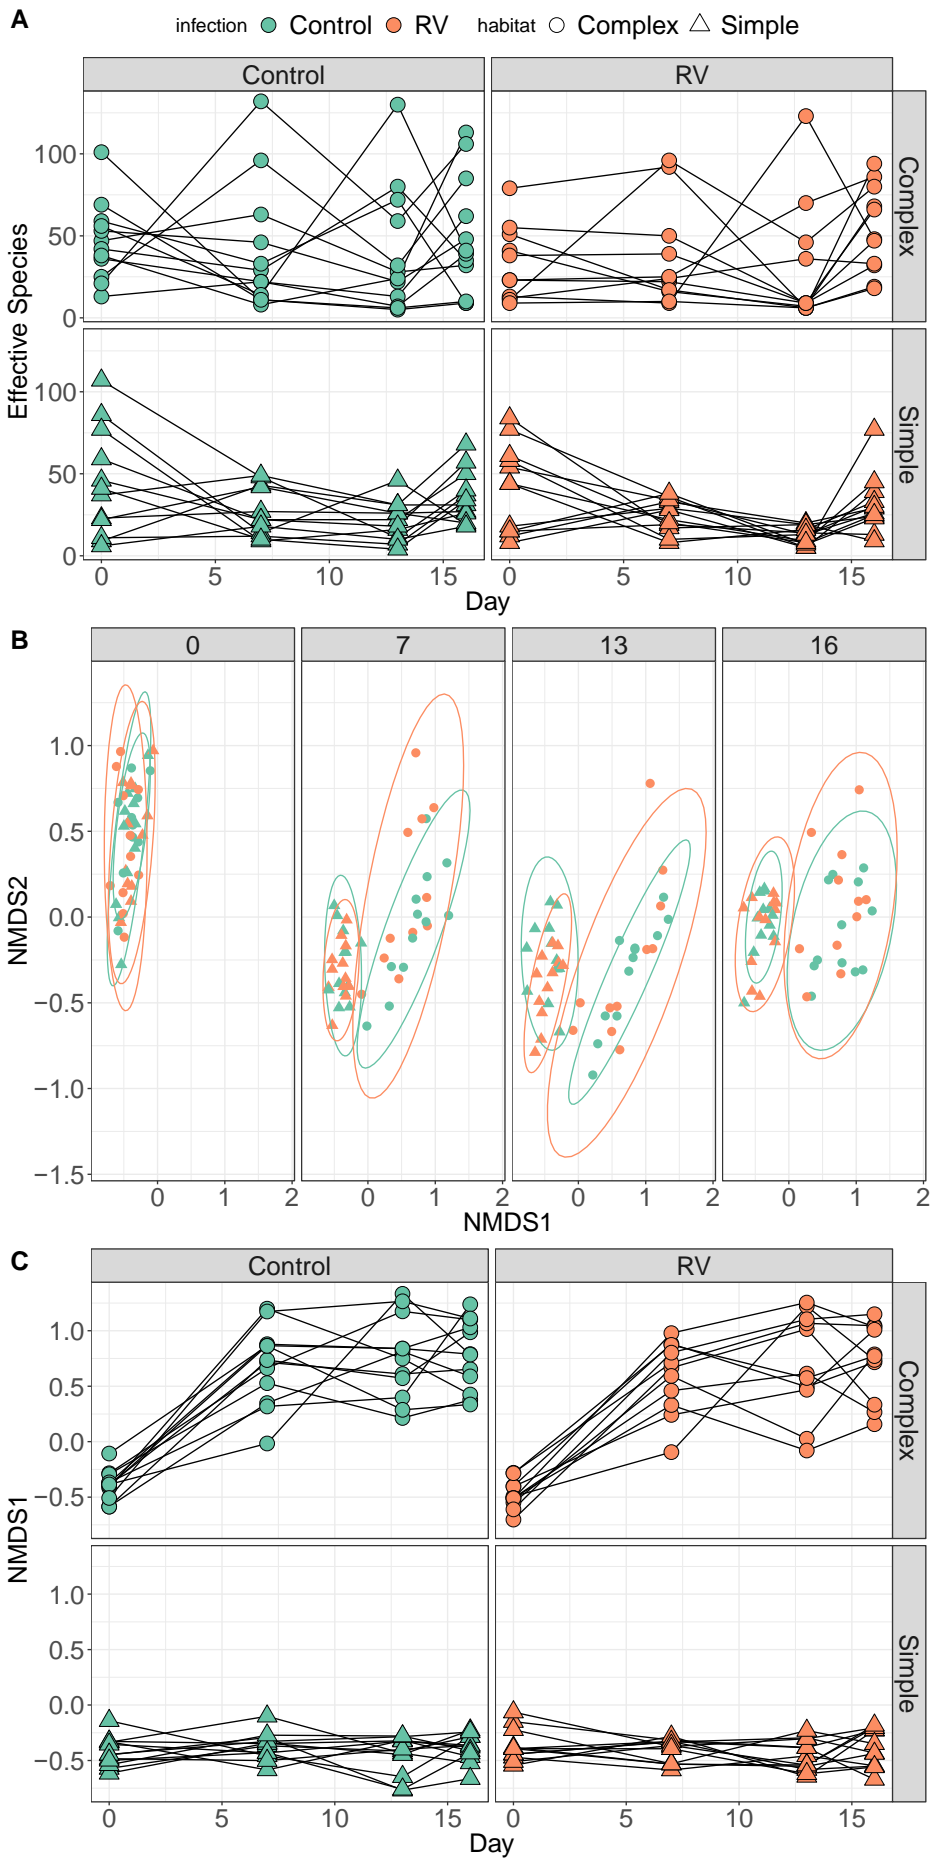 A
infection Control RV habitat Complex Simple
Control RV
100
50
0
Complex
100
50
0
Simple
Effective Species
0 5 10 15 0 5 10 15
Day
B
0 7 13 16
1.0
0.5
0.0
−0.5
−1.0
−1.5
NMDS2
0 1 2 0 1 2 0 1 2 0 1 2
NMDS1
C
Control RV
1.0
0.5
0.0
−0.5
Complex
1.0
0.5
0.0
−0.5
Simple
NMDS1
0 5 10 15 0 5 10 15
Day